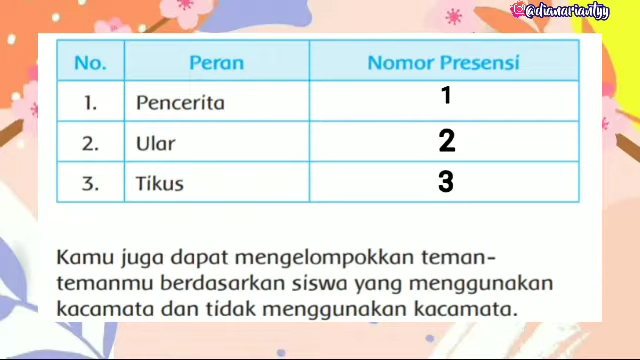 @dianariantyy
No. Peran Nomor Presensi
1. Pencerita 1
2. Ular 2
3. Tikus 3
Kamu juga dapat mengelompokkan teman-
temanmu berdasarkan siswa yang menggunakan
kacamata dan tidak menggunakan kacamata.